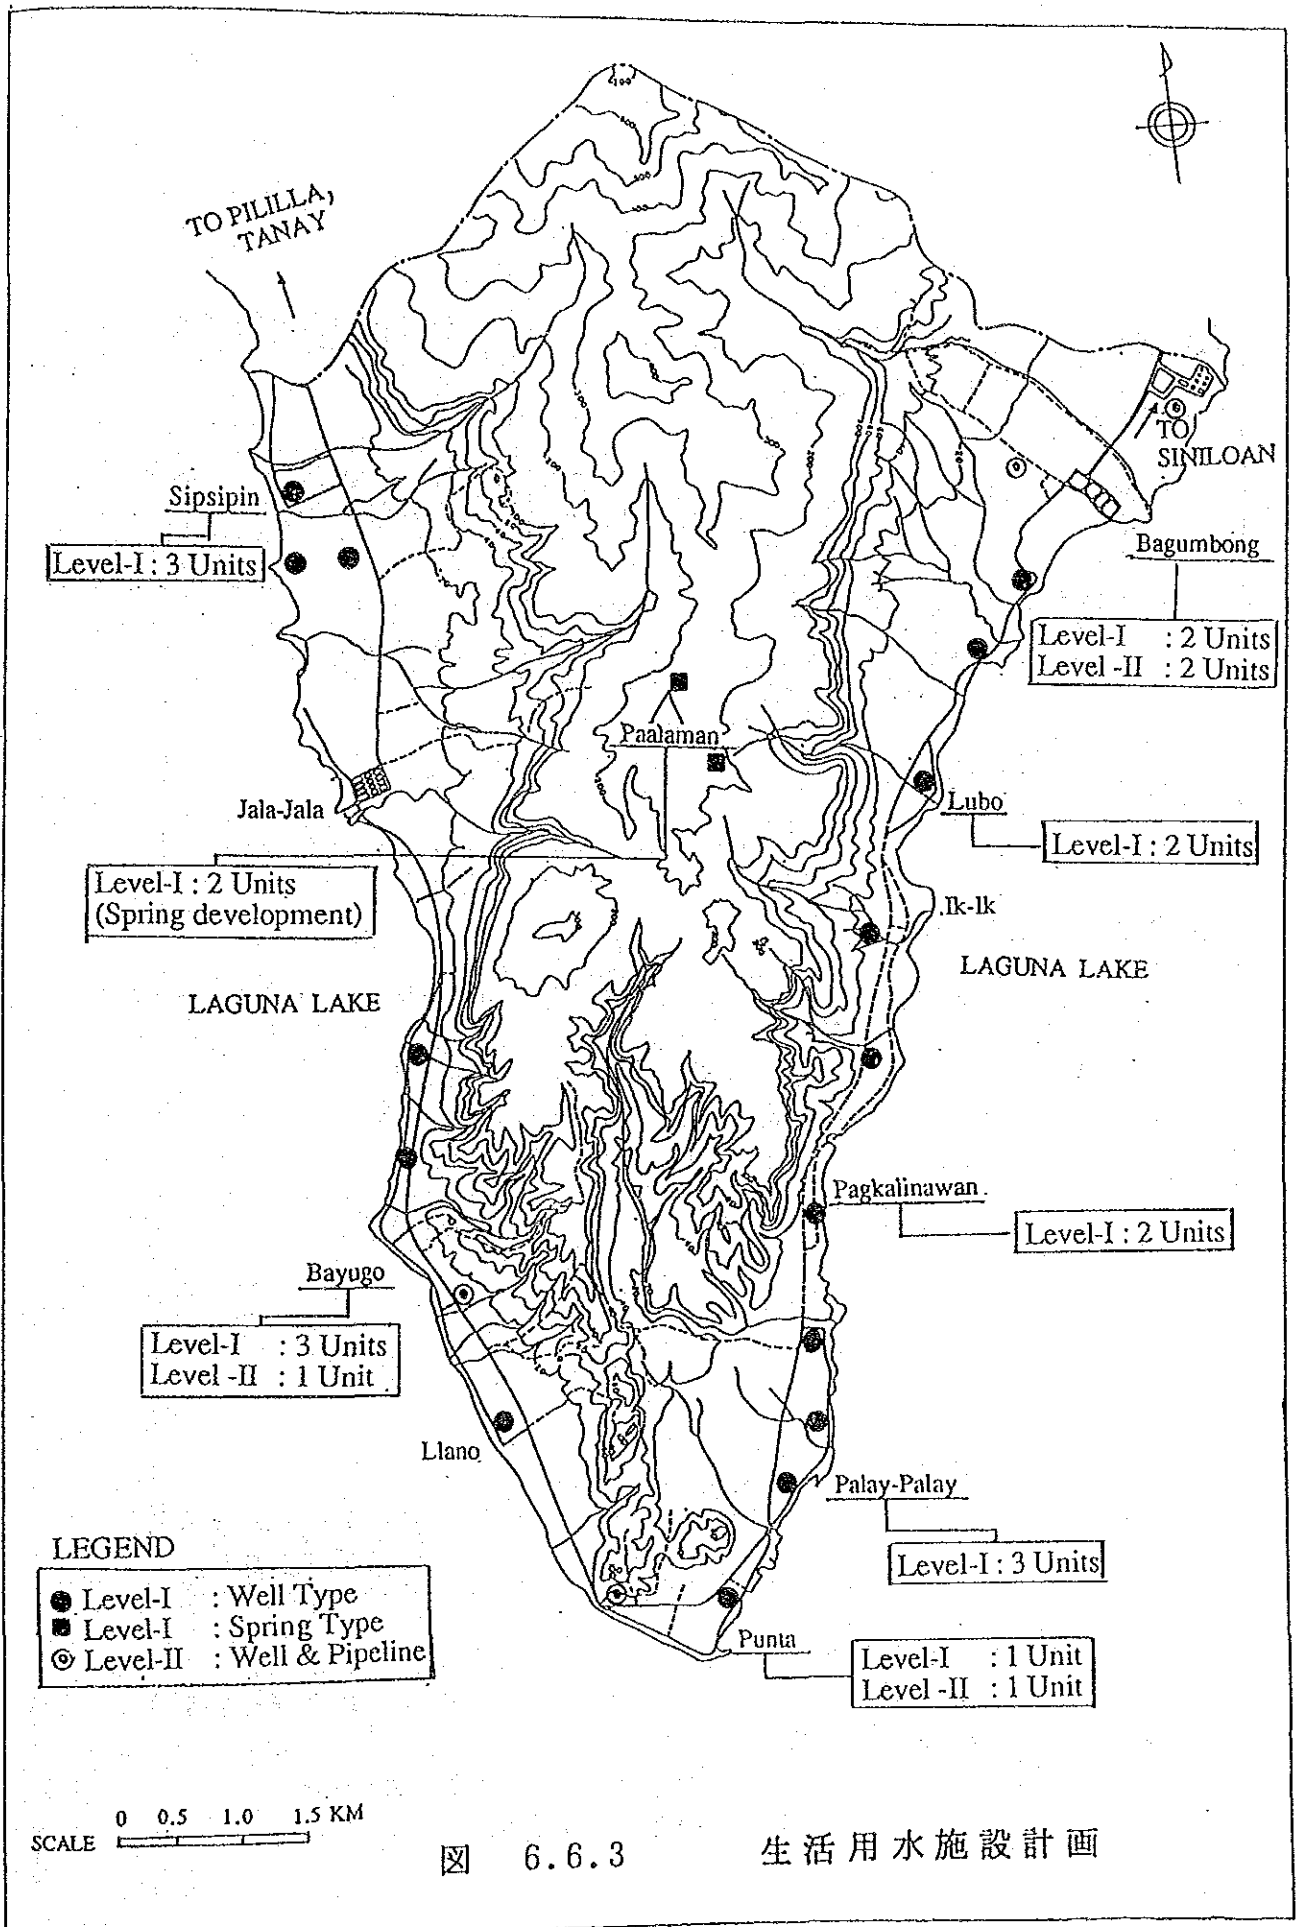 TO PILILLA,
TANAY
TO
SINILOAN
Sipsipin
Level-I : 3 Units
Bagumbong
Level-I : 2 Units
Level -II : 2 Units
Paalaman
Jala-Jala
Lubo
Level-I : 2 Units
Level-I : 2 Units
(Spring development)
Ik-Ik
LAGUNA LAKE
LAGUNA LAKE
Pagkalinawan
Level-I : 2 Units
Bayugo
Level-I : 3 Units
Level -II : 1 Unit
Llano
Palay-Palay
Level-I : 3 Units
LEGEND
Level-I : Well Type
Level-I : Spring Type
Level-II : Well & Pipeline
Punta
Level-I : 1 Unit
Level -II : 1 Unit
0 0.5 1.0 1.5 KM
SCALE
図 6.6.3 生活用水施設計画